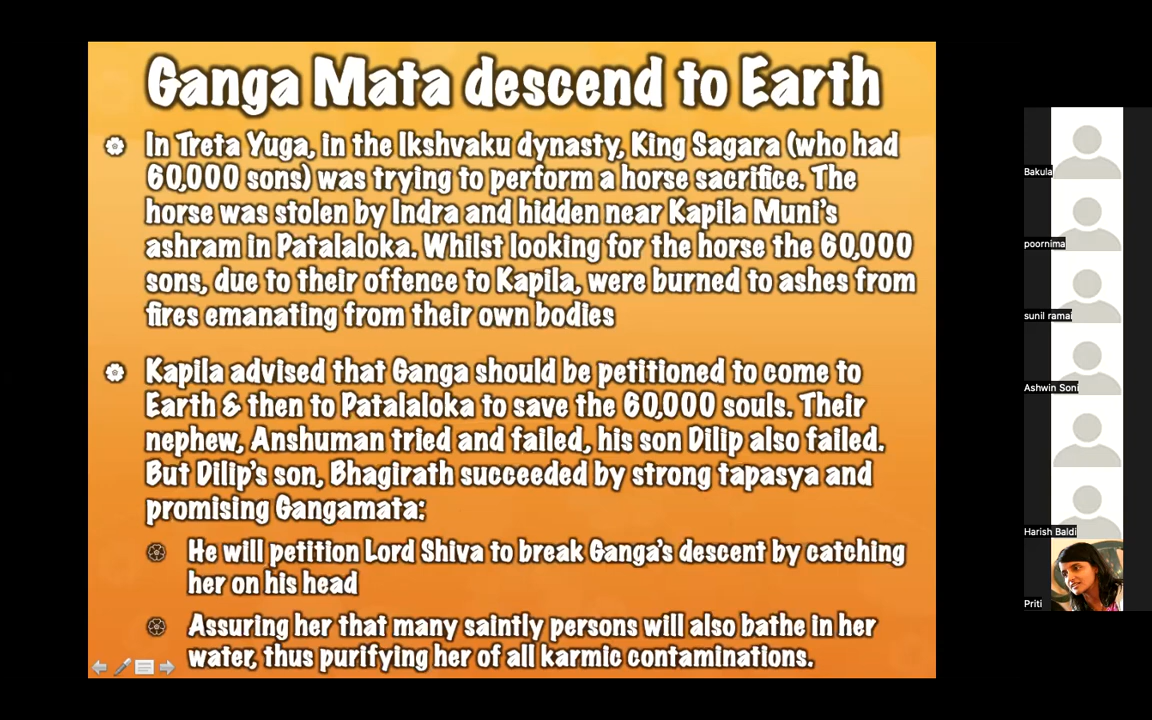 Ganga Mata descend to Earth
In Treta Yuga, in the Ikshvaku dynasty, King Sagara (who had
60,000 sons) was trying to perform a horse sacrifice. The
horse was stolen by Indra and hidden near Kapila Muni's
ashram in Patalaloka. Whilst looking for the horse the 60,000
sons, due to their offence to Kapila, were burned to ashes from
fires emanating from their own bodies
Kapila advised that Ganga should be petitioned to come to
Earth & then to Patalaloka to save the 60,000 souls. Their
nephew, Anshuman tried and failed, his son Dilip also failed.
But Dilip's son, Bhagirath succeeded by strong tapasya and
promising Gangamata:
He will petition Lord Shiva to break Ganga's descent by catching
her on his head
Assuring her that many saintly persons will also bathe in her
water, thus purifying her of all karmic contaminations.
Bakula
poornima
sunil ramai
Ashwin Soni
Harish Baldi
Priti